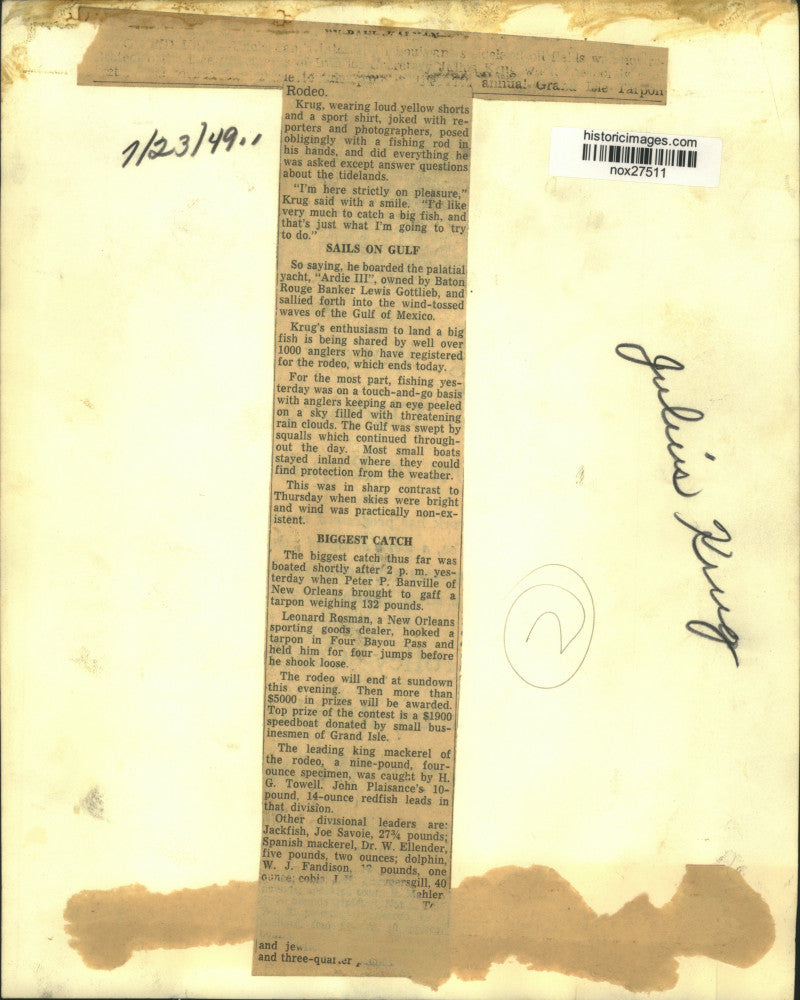 BY PAUL KALMAN
annual Grand Isle Tarpon
Rodeo.
Krug, wearing loud yellow shorts
and a sport shirt, joked with re-
porters and photographers, posed
obligingly with a fishing rod in
his hands, and did everything he
was asked except answer questions
about the tidelands.
"I'm here strictly on pleasure,"
Krug said with a smile. "I'd like
very much to catch a big fish, and
that's just what I'm going to try
to do."
SAILS ON GULF
So saying, he boarded the palatial
yacht, "Ardic III", owned by Baton
Rouge Banker Lewis Gottlieb, and
sallied forth into the wind-tossed
waves of the Gulf of Mexico.
Krug's enthusiasm to land a big
fish is being shared by well over
1000 anglers who have registered
for the rodeo, which ends today.
For the most part, fishing yes-
terday was on a touch-and-go basis
with anglers keeping an eye peeled
on a sky filled with threatening
rain clouds. The Gulf was swept by
squalls which continued through-
out the day. Most small boats
stayed inland where they could
find protection from the weather.
This was in sharp contrast to
Thursday when skies were bright
and wind was practically non-ex-
istent.
BIGGEST CATCH
The biggest catch thus far was
boated shortly after 2 p. m. yes-
terday when Peter P. Banville of
New Orleans brought to gaff a
tarpon weighing 132 pounds.
Leonard Rosman, a New Orleans
sporting goods dealer, hooked a
tarpon in Four Bayou Pass and
held him for four jumps before
he shook loose.
The rodeo will end at sundown
this evening. Then more than
$5000 in prizes will be awarded.
Top prize of the contest is a $1900
speedboat donated by small bus-
inesmen of Grand Isle.
The leading king mackerel of
the rodeo, a nine-pound, four-
ounce specimen, was caught by H.
G. Towell. John Plaisance's 10-
pound, 14-ounce redfish leads in
that division.
Other divisional leaders are:
Jackfish, Joe Savoie, 27¾ pounds;
Spanish mackerel, Dr. W. Ellender,
five pounds, two ounces; dolphin,
W. J. Fandison, pounds, one
ounce; cobia, 40
and
and three-quarter
7/23/49
historicimages.com
nox27511
Julius Krug
2